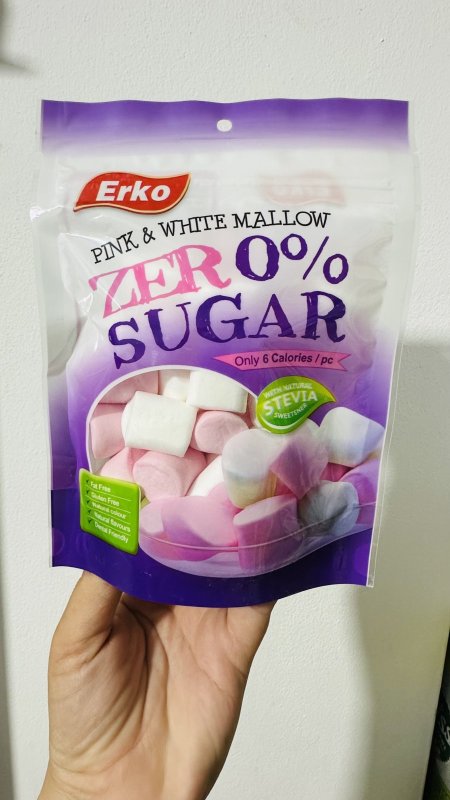 Erko
PINK & WHITE MALLOW
ZER0%
SUGAR
Only 6 Calories / pc
WITH NATURAL
STEVIA
SWEETENER
Fat Free
Gluten Free
Natural colour
Natural flavours
Dental Friendly